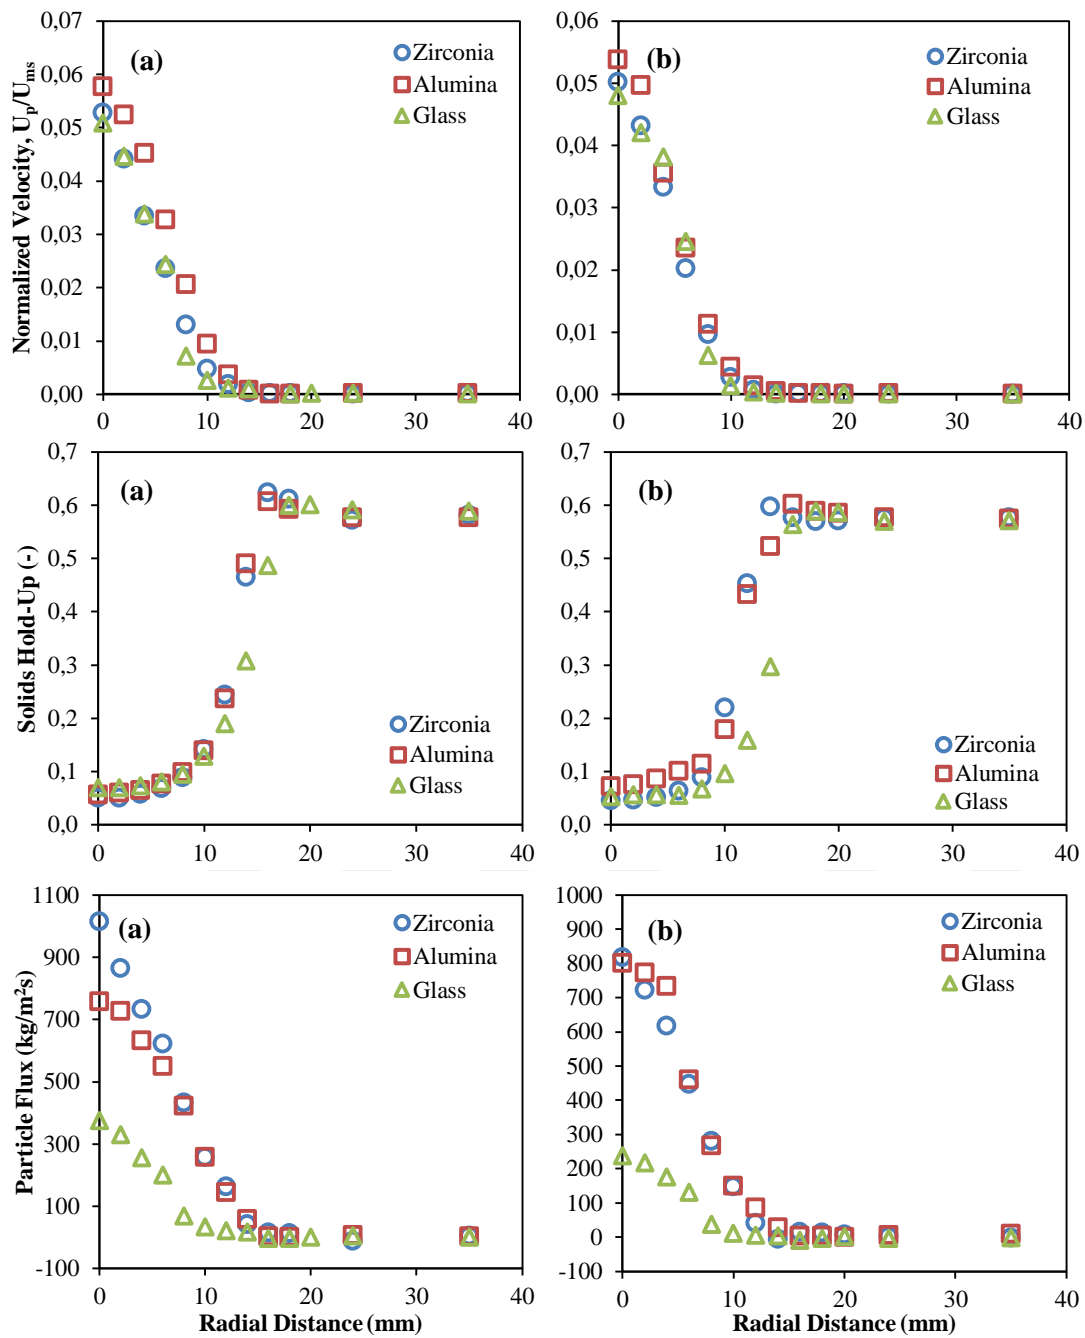 0,07
0,06
0,05
0,04
0,03
0,02
0,01
0,00
0 10 20 30 40
Normalized Velocity, Up/Ums
(a)
Zirconia
Alumina
Glass
0,06
0,05
0,04
0,03
0,02
0,01
0,00
0 10 20 30 40
(b)
Zirconia
Alumina
Glass
0,7
0,6
0,5
0,4
0,3
0,2
0,1
0,0
0 10 20 30 40
Solids Hold-Up (-)
(a)
Zirconia
Alumina
Glass
0,7
0,6
0,5
0,4
0,3
0,2
0,1
0,0
0 10 20 30 40
(b)
Zirconia
Alumina
Glass
1100
900
700
500
300
100
-100
0 10 20 30 40
Particle Flux (kg/m²s)
Radial Distance (mm)
(a)
Zirconia
Alumina
Glass
1000
900
800
700
600
500
400
300
200
100
0
-100
0 10 20 30 40
Radial Distance (mm)
(b)
Zirconia
Alumina
Glass